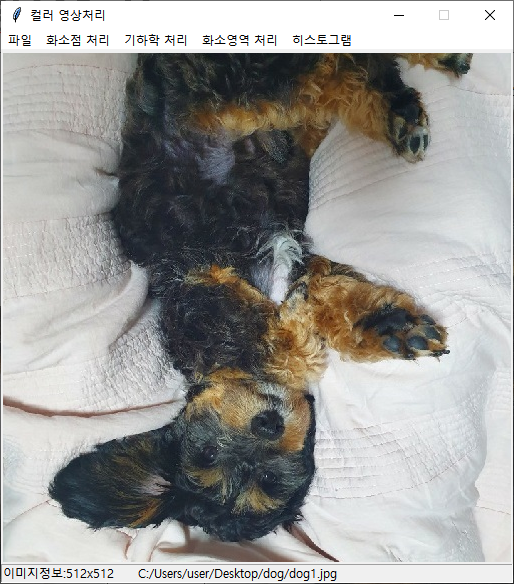 컬러 영상처리
파일 화소점 처리 기하학 처리 화소영역 처리 히스토그램
이미지정보:512x512 C:/Users/user/Desktop/dog/dog1.jpg